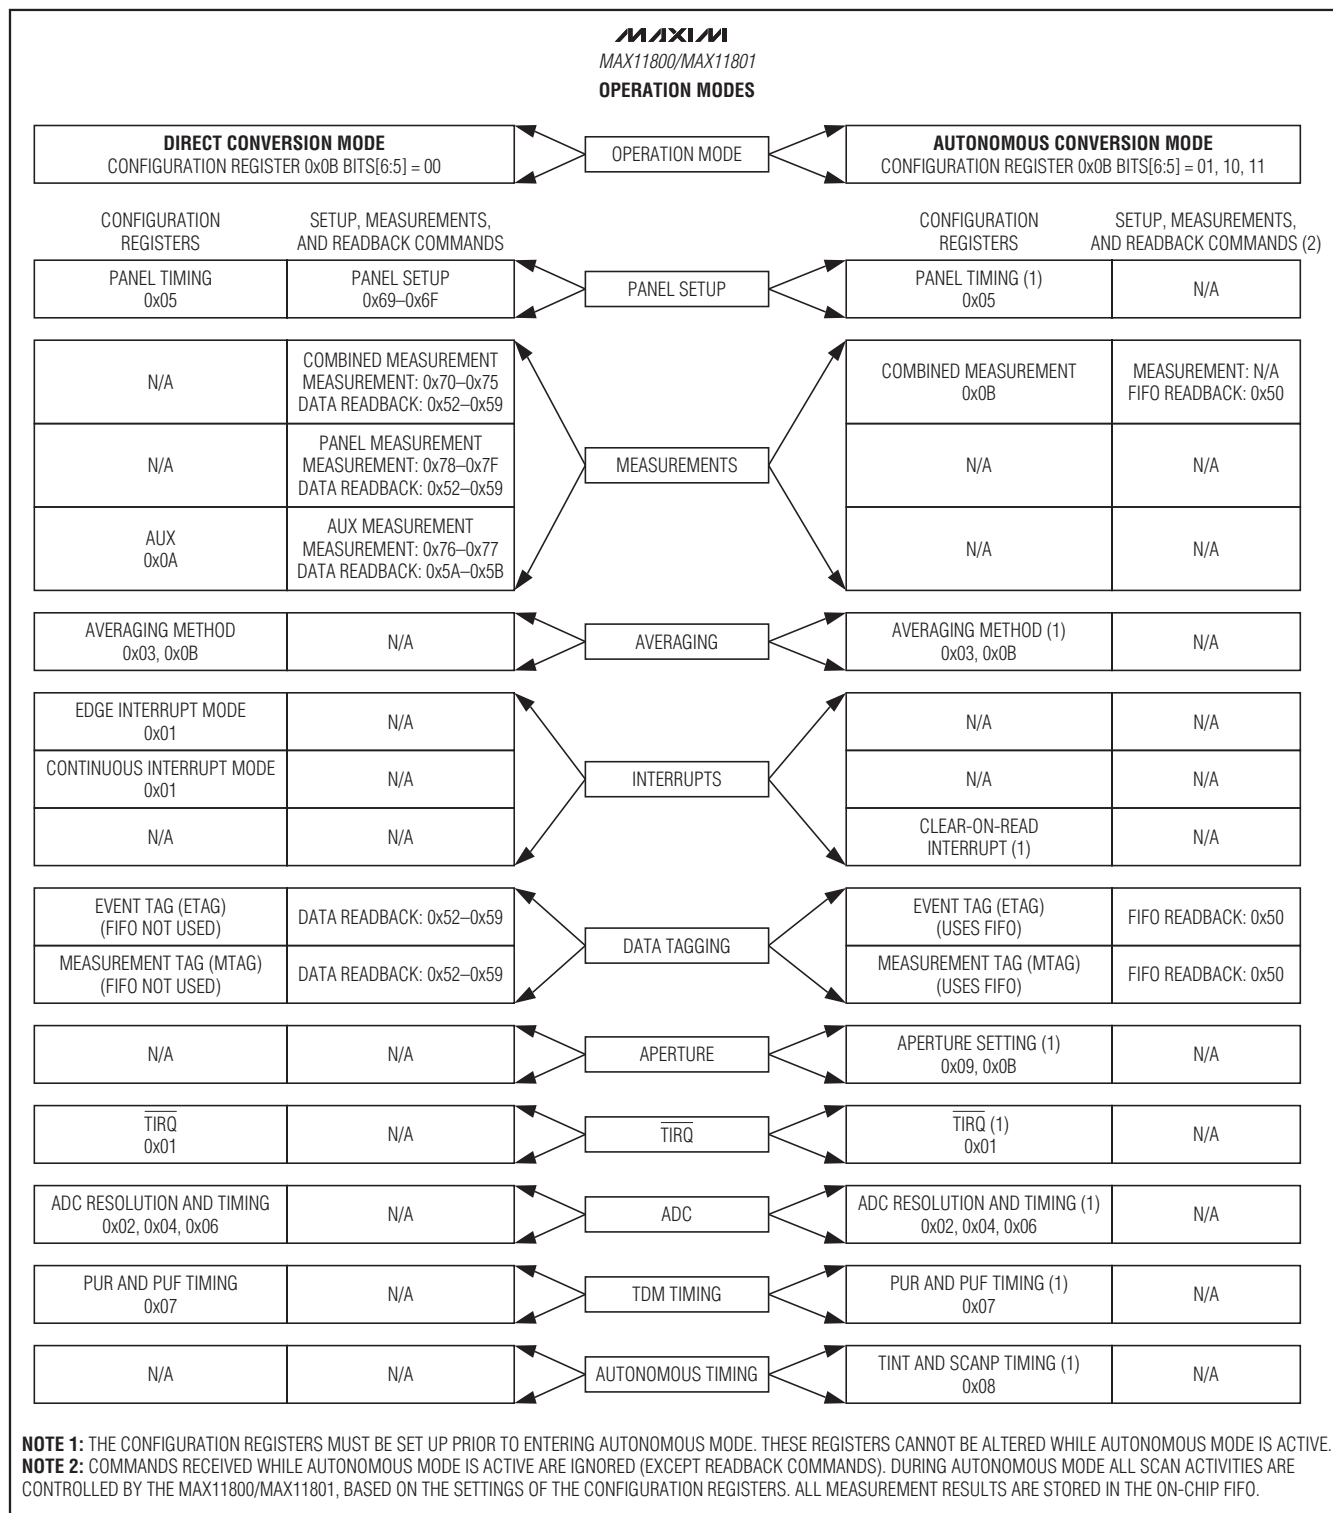 MAXIM
MAX11800/MAX11801
OPERATION MODES
DIRECT CONVERSION MODE
CONFIGURATION REGISTER 0x0B BITS[6:5] = 00
OPERATION MODE
AUTONOMOUS CONVERSION MODE
CONFIGURATION REGISTER 0x0B BITS[6:5] = 01, 10, 11
CONFIGURATION
REGISTERS
SETUP, MEASUREMENTS,
AND READBACK COMMANDS
CONFIGURATION
REGISTERS
SETUP, MEASUREMENTS,
AND READBACK COMMANDS (2)
PANEL TIMING
0x05
PANEL SETUP
0x69–0x6F
PANEL SETUP
PANEL TIMING (1)
0x05
N/A
N/A
COMBINED MEASUREMENT
MEASUREMENT: 0x70–0x75
DATA READBACK: 0x52–0x59
COMBINED MEASUREMENT
0x0B
MEASUREMENT: N/A
FIFO READBACK: 0x50
N/A
PANEL MEASUREMENT
MEASUREMENT: 0x78–0x7F
DATA READBACK: 0x52–0x59
MEASUREMENTS
N/A
N/A
AUX
0x0A
AUX MEASUREMENT
MEASUREMENT: 0x76–0x77
DATA READBACK: 0x5A–0x5B
N/A
N/A
AVERAGING METHOD
0x03, 0x0B
N/A
AVERAGING
AVERAGING METHOD (1)
0x03, 0x0B
N/A
EDGE INTERRUPT MODE
0x01
N/A
N/A
N/A
CONTINUOUS INTERRUPT MODE
0x01
N/A
INTERRUPTS
N/A
N/A
N/A
N/A
CLEAR-ON-READ
INTERRUPT (1)
N/A
EVENT TAG (ETAG)
(FIFO NOT USED)
DATA READBACK: 0x52–0x59
DATA TAGGING
EVENT TAG (ETAG)
(USES FIFO)
FIFO READBACK: 0x50
MEASUREMENT TAG (MTAG)
(FIFO NOT USED)
DATA READBACK: 0x52–0x59
MEASUREMENT TAG (MTAG)
(USES FIFO)
FIFO READBACK: 0x50
N/A
N/A
APERTURE
APERTURE SETTING (1)
0x09, 0x0B
N/A
TIRQ
0x01
N/A
TIRQ
TIRQ (1)
0x01
N/A
ADC RESOLUTION AND TIMING
0x02, 0x04, 0x06
N/A
ADC
ADC RESOLUTION AND TIMING (1)
0x02, 0x04, 0x06
N/A
PUR AND PUF TIMING
0x07
N/A
TDM TIMING
PUR AND PUF TIMING (1)
0x07
N/A
N/A
N/A
AUTONOMOUS TIMING
TINT AND SCANP TIMING (1)
0x08
N/A
NOTE 1: THE CONFIGURATION REGISTERS MUST BE SET UP PRIOR TO ENTERING AUTONOMOUS MODE. THESE REGISTERS CANNOT BE ALTERED WHILE AUTONOMOUS MODE IS ACTIVE.
NOTE 2: COMMANDS RECEIVED WHILE AUTONOMOUS MODE IS ACTIVE ARE IGNORED (EXCEPT READBACK COMMANDS). DURING AUTONOMOUS MODE ALL SCAN ACTIVITIES ARE
CONTROLLED BY THE MAX11800/MAX11801, BASED ON THE SETTINGS OF THE CONFIGURATION REGISTERS. ALL MEASUREMENT RESULTS ARE STORED IN THE ON-CHIP FIFO.